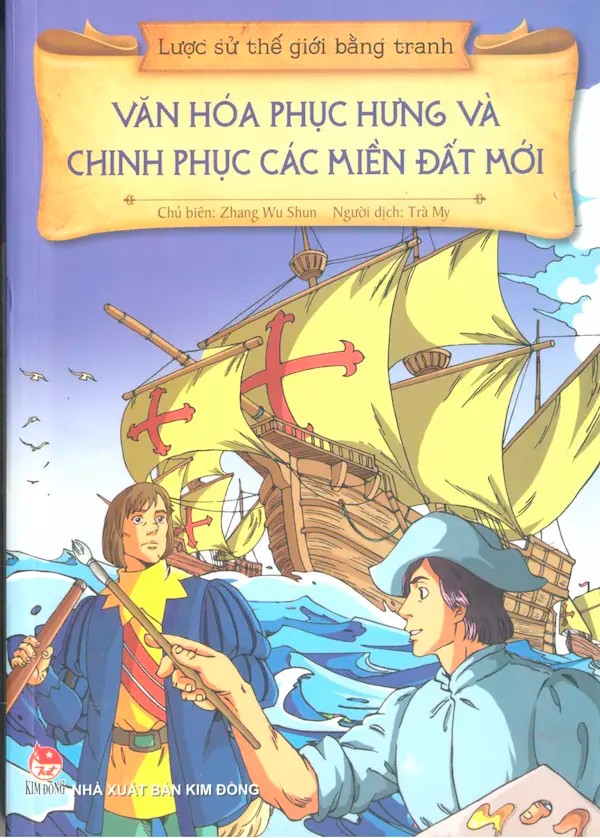 Lược sử thế giới bằng tranh
VĂN HÓA PHỤC HƯNG VÀ
CHINH PHỤC CÁC MIỀN ĐẤT MỚI
Chủ biên: Zhang Wu Shun Người dịch: Trà My
KIM ĐỒNG
NHÀ XUẤT BẢN KIM ĐỒNG